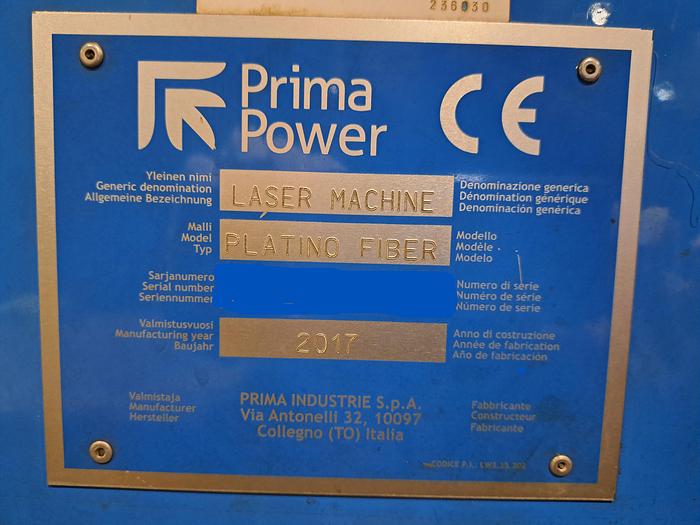 236030
Prima
Power
CE
Yleinen nimi
Generic denomination
Allgemeine Bezeichnung
LASER MACHINE
Denominazione generica
Dénomination générique
Denominación genérica
Malli
Model
Typ
PLATINO FIBER
Modello
Modèle
Modelo
Sarjanumero
Serial number
Seriennummer
Numero di serie
Numéro de série
Número de serie
Valmistusvuosi
Manufacturing year
Baujahr
2017
Anno di costruzione
Année de fabrication
Año de fabricación
Valmistaja
Manufacturer
Hersteller
PRIMA INDUSTRIE S.p.A.
Via Antonelli 32, 10097
Collegno (TO) Italia
Fabbricante
Constructeur
Fabricante
CODICE P.I.: